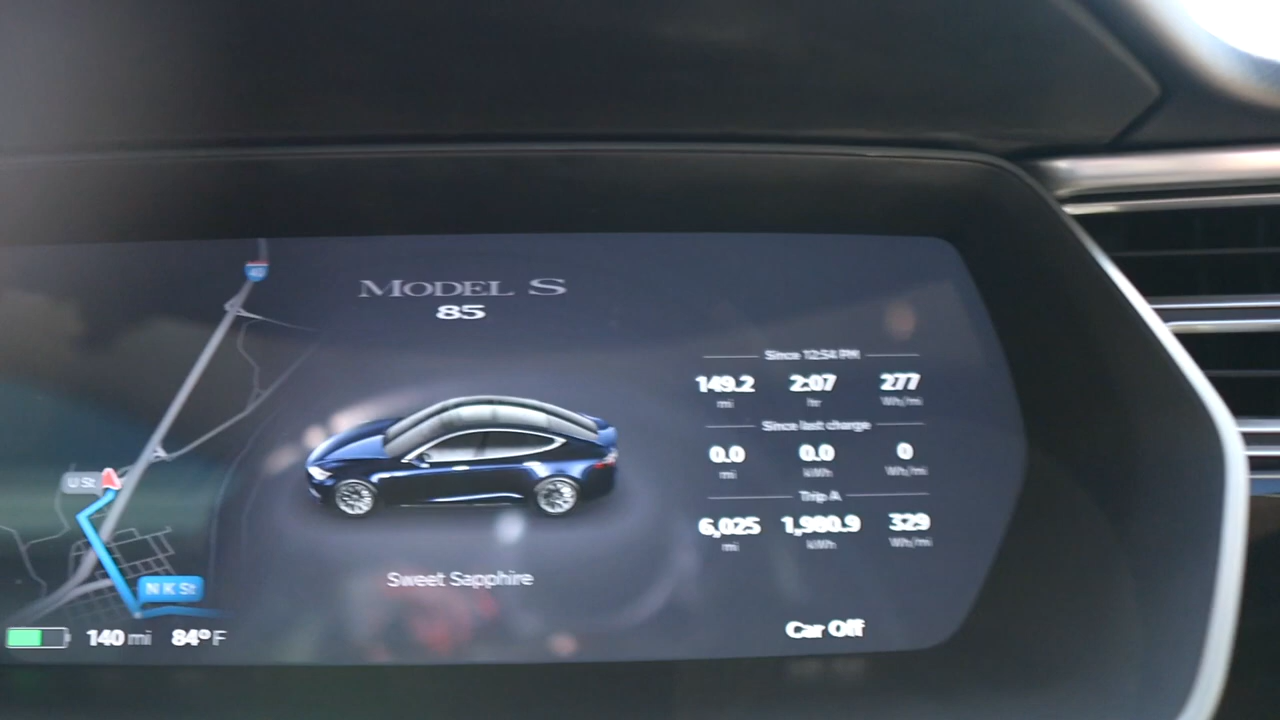 MODEL S
85
Since 12:54 PM
149.2 2:07 277
mi hr Wh/mi
Since last charge
0.0 0.0 0
mi kWh Wh/mi
Trip A
6,025 1,980.9 329
mi kWh Wh/mi
U St
N K St
Sweet Sapphire
140 mi 84°F
Car Off